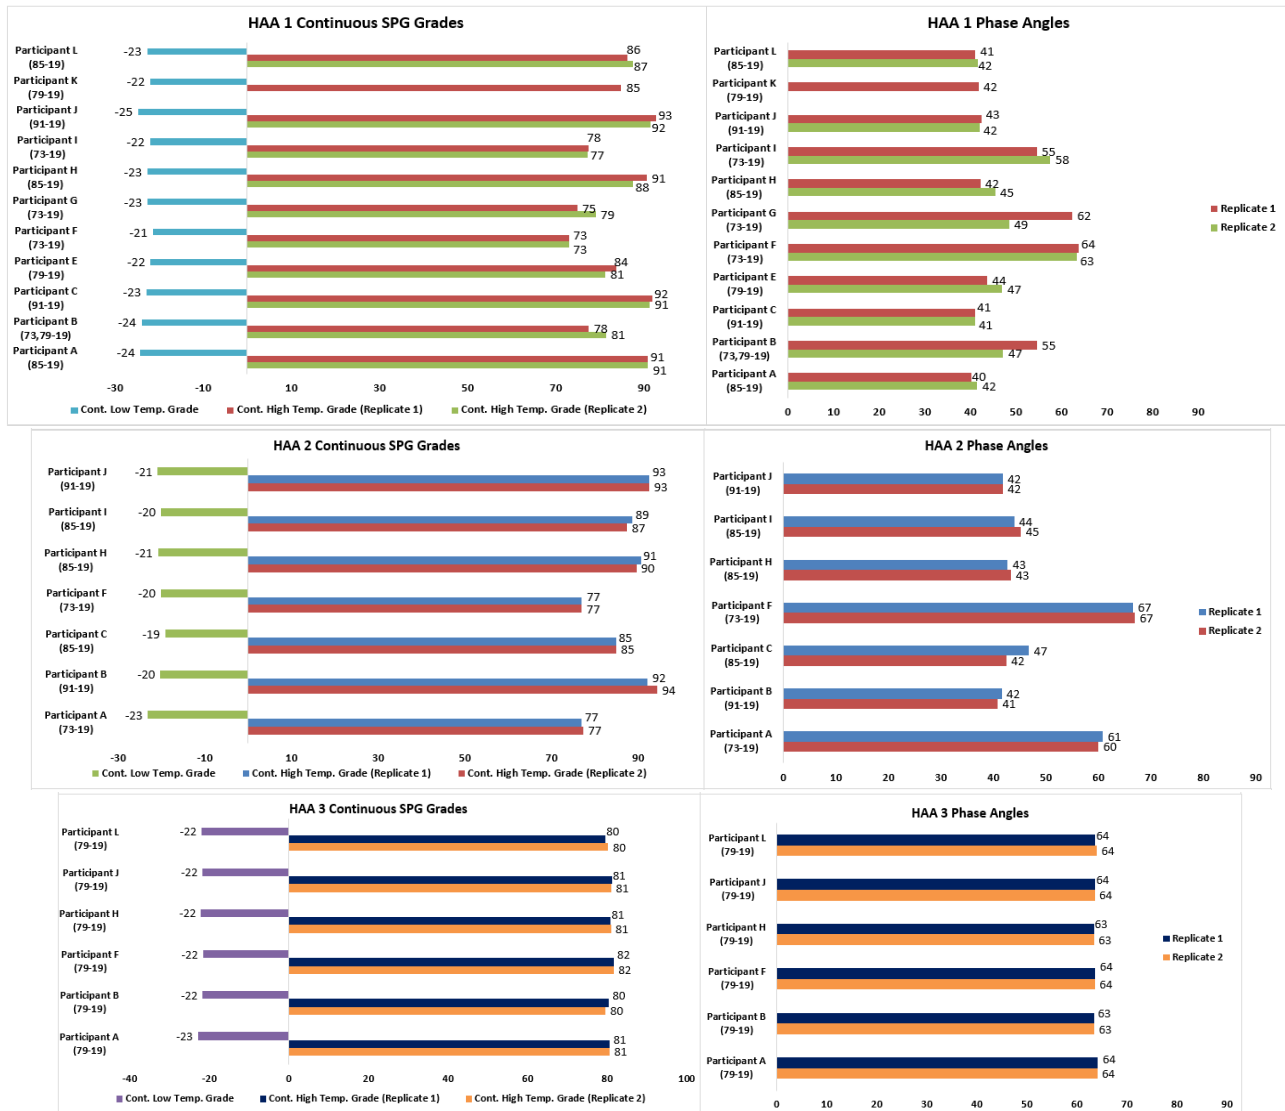 HAA 1 Continuous SPG Grades
Participant L
(85-19)
-23
86
87
Participant K
(79-19)
-22
85
Participant J
(91-19)
-25
93
92
Participant I
(73-19)
-22
78
77
Participant H
(85-19)
-23
91
88
Participant G
(73-19)
-23
75
79
Participant F
(73-19)
-21
73
73
Participant E
(79-19)
-22
84
81
Participant C
(91-19)
-23
92
91
Participant B
(73,79-19)
-24
78
81
Participant A
(85-19)
-24
91
91
-30 -10 10 30 50 70 90
Cont. Low Temp. Grade Cont. High Temp. Grade (Replicate 1) Cont. High Temp. Grade (Replicate 2)
HAA 1 Phase Angles
Participant L
(85-19)
41
42
Participant K
(79-19)
42
Participant J
(91-19)
43
42
Participant I
(73-19)
55
58
Participant H
(85-19)
42
45
Participant G
(73-19)
62
49
Participant F
(73-19)
64
63
Participant E
(79-19)
44
47
Participant C
(91-19)
41
41
Participant B
(73,79-19)
55
47
Participant A
(85-19)
40
42
0 10 20 30 40 50 60 70 80 90
Replicate 1
Replicate 2
HAA 2 Continuous SPG Grades
Participant J
(91-19)
-21
93
93
Participant I
(85-19)
-20
89
87
Participant H
(85-19)
-21
91
90
Participant F
(73-19)
-20
77
77
Participant C
(85-19)
-19
85
85
Participant B
(91-19)
-20
92
94
Participant A
(73-19)
-23
77
77
-30 -10 10 30 50 70 90
Cont. Low Temp. Grade Cont. High Temp. Grade (Replicate 1) Cont. High Temp. Grade (Replicate 2)
HAA 2 Phase Angles
Participant J
(91-19)
42
42
Participant I
(85-19)
44
45
Participant H
(85-19)
43
43
Participant F
(73-19)
67
67
Participant C
(85-19)
47
42
Participant B
(91-19)
42
41
Participant A
(73-19)
61
60
0 10 20 30 40 50 60 70 80 90
Replicate 1
Replicate 2
HAA 3 Continuous SPG Grades
Participant L
(79-19)
-22
80
80
Participant J
(79-19)
-22
81
81
Participant H
(79-19)
-22
81
81
Participant F
(79-19)
-22
82
82
Participant B
(79-19)
-22
80
80
Participant A
(79-19)
-23
81
81
-40 -20 0 20 40 60 80 100
Cont. Low Temp. Grade Cont. High Temp. Grade (Replicate 1) Cont. High Temp. Grade (Replicate 2)
HAA 3 Phase Angles
Participant L
(79-19)
64
64
Participant J
(79-19)
64
64
Participant H
(79-19)
63
63
Participant F
(79-19)
64
64
Participant B
(79-19)
63
63
Participant A
(79-19)
64
64
0 10 20 30 40 50 60 70 80 90
Replicate 1
Replicate 2